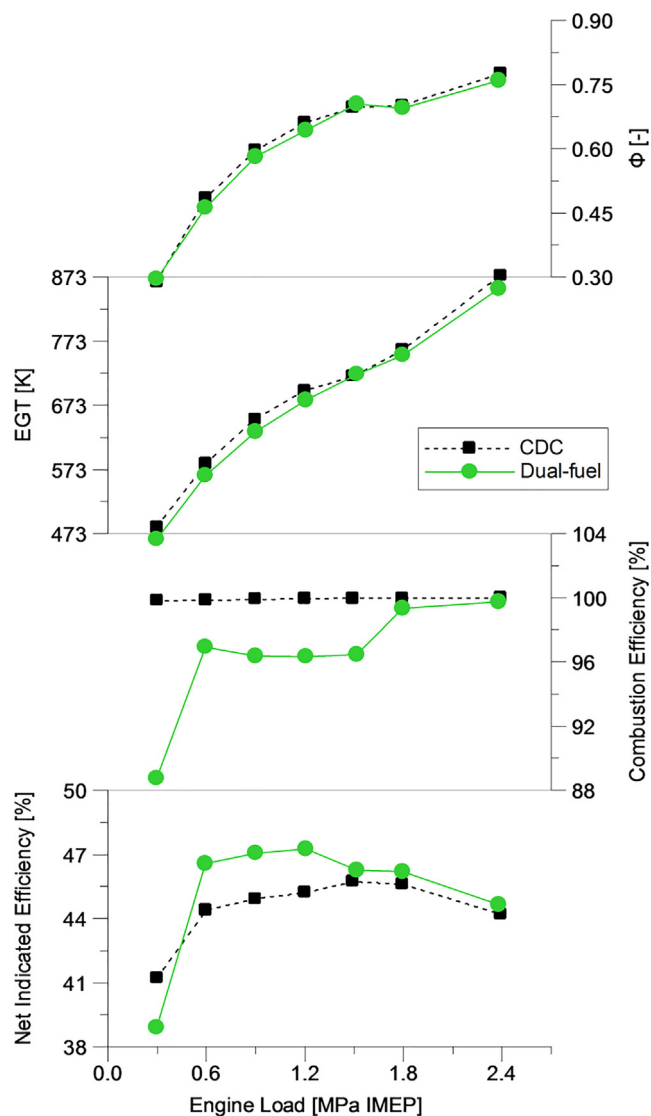 0.90
0.75
0.60
0.45
0.30
Φ [-]
873
773
673
573
473
EGT [K]
CDC
Dual-fuel
104
100
96
92
88
Combustion Efficiency [%]
50
47
44
41
38
Net Indicated Efficiency [%]
0.0 0.6 1.2 1.8 2.4
Engine Load [MPa IMEP]